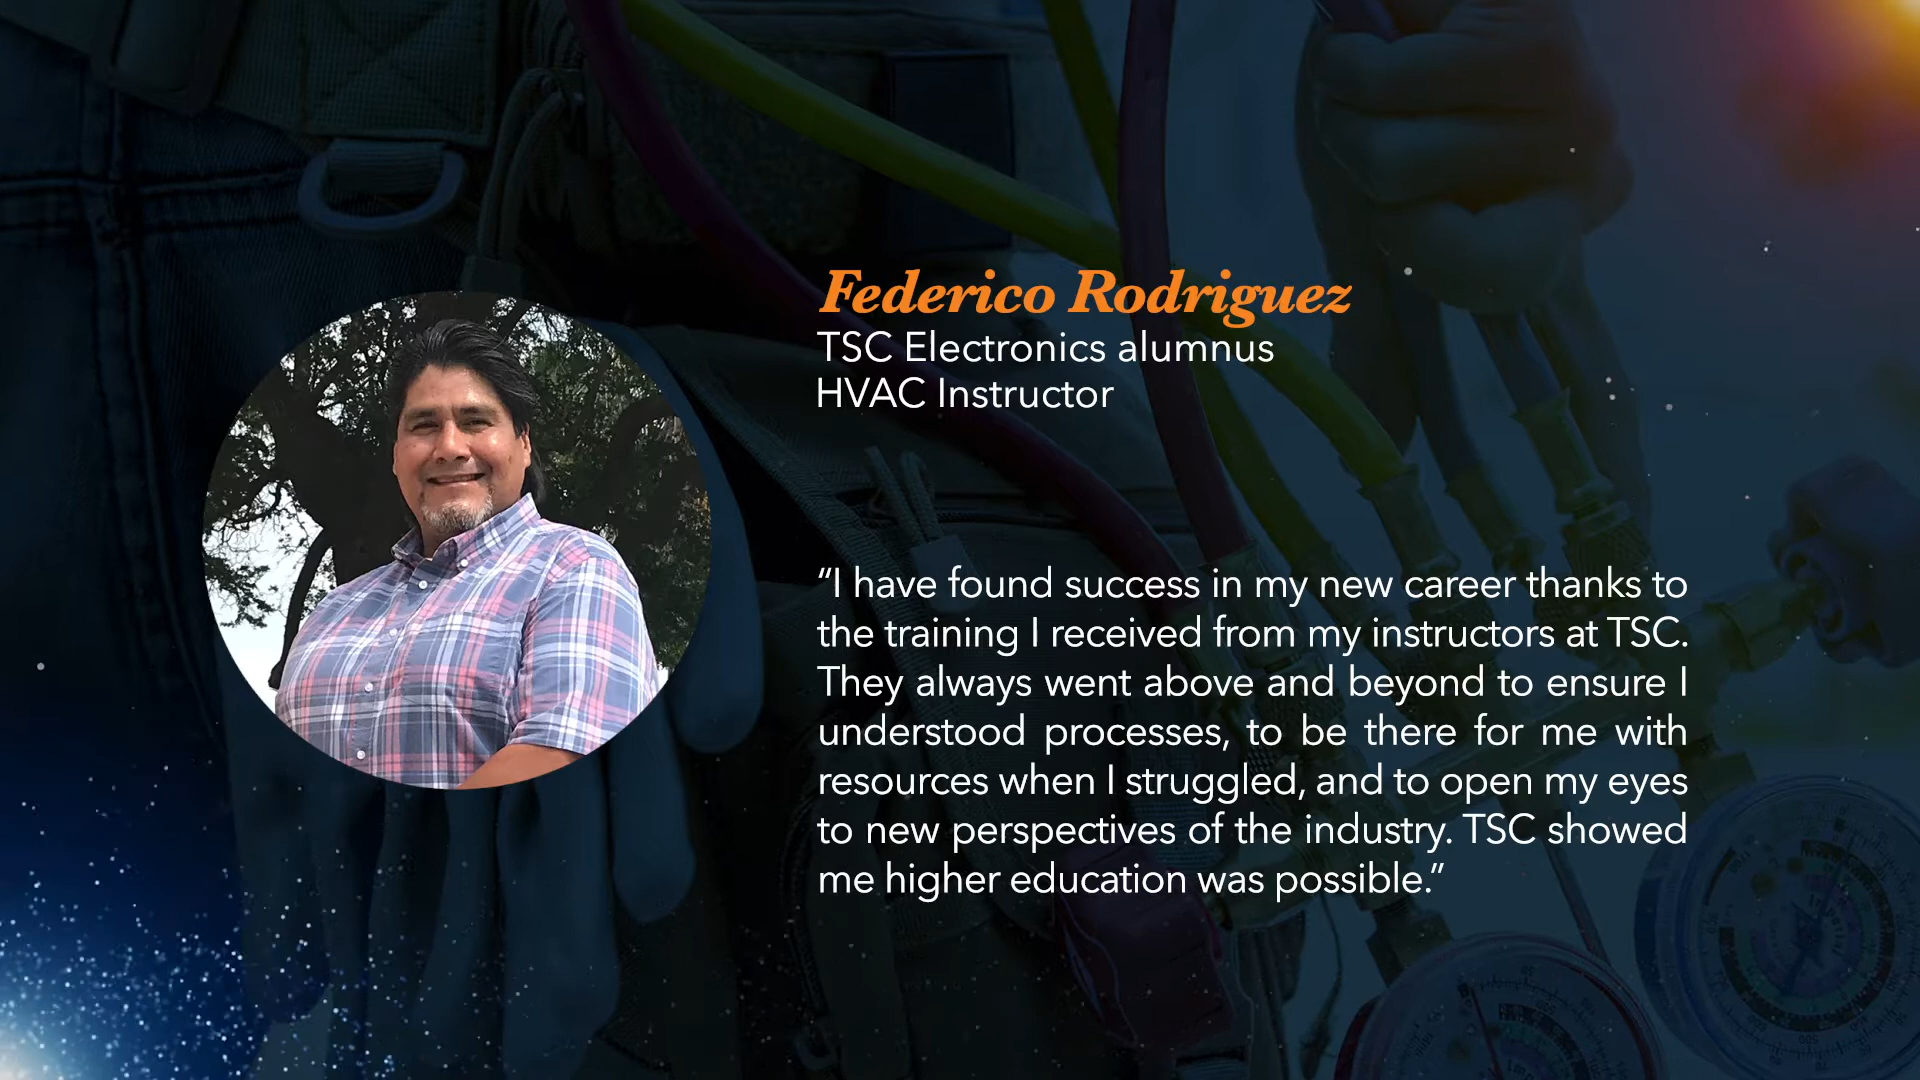 Federico Rodriguez
TSC Electronics alumnus
HVAC Instructor
“I have found success in my new career thanks to
the training I received from my instructors at TSC.
They always went above and beyond to ensure I
understood processes, to be there for me with
resources when I struggled, and to open my eyes
to new perspectives of the industry. TSC showed
me higher education was possible.”